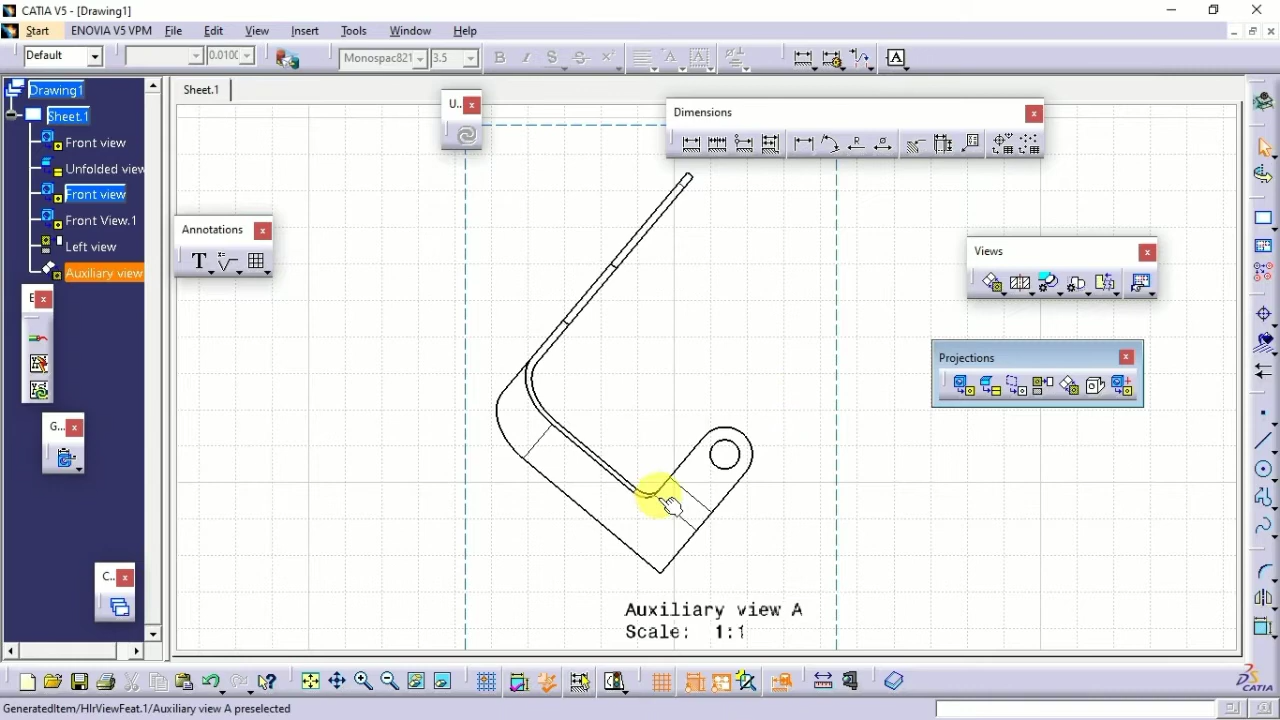 CATIA V5 - [Drawing1]
Start ENOVIA V5 VPM File Edit View Insert Tools Window Help
Default 0.0100 Monospac821 3.5 B I S
Drawing1
Sheet.1
Front view
Unfolded view
Front view
Front View.1
Left view
Auxiliary view
Sheet.1
U..
Dimensions
Annotations
T
Views
E
Projections
G..
C..
Auxiliary view A
Scale: 1:1
DS
CATIA
GeneratedItem/HlrViewFeat.1/Auxiliary view A preselected